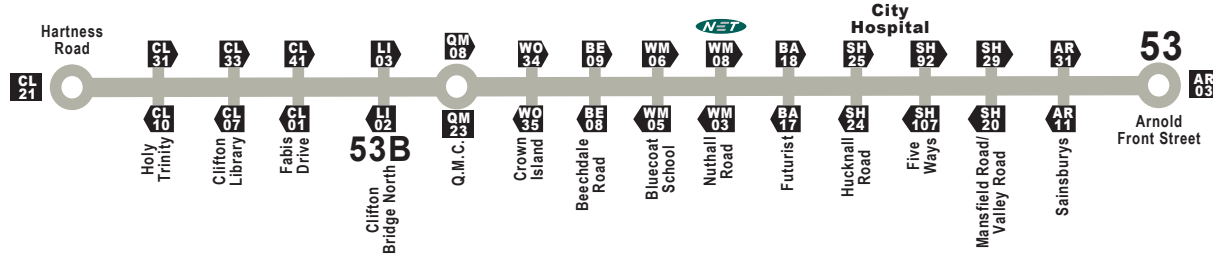 Hartness
Road
CL
21
CL
31
CL
33
CL
41
LI
03
QM
08
WO
34
BE
09
WM
06
NET
WM
08
BA
18
City
Hospital
SH
25
SH
92
SH
29
AR
31
53
AR
03
Arnold
Front Street
CL
10
CL
07
CL
01
LI
02
53B
QM
23
WO
35
BE
08
WM
05
WM
03
BA
17
SH
24
SH
107
SH
20
AR
11
Holy
Trinity
Clifton
Library
Fabis
Drive
Clifton
Bridge North
Q.M.C.
Crown
Island
Beechdale
Road
Bluecoat
School
Nuthall
Road
Futurist
Hucknall
Road
Five
Ways
Mansfield Road/
Valley Road
Sainsburys